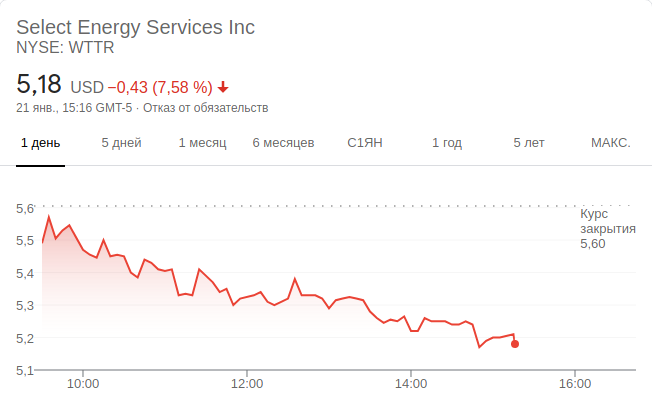 Select Energy Services Inc
NYSE: WTTR
5,18 USD −0,43 (7,58 %)
21 янв., 15:16 GMT-5 · Отказ от обязательств
1 день 5 дней 1 месяц 6 месяцев С1ЯН 1 год 5 лет МАКС.
5,6
Курс
закрытия
5,60
5,5
5,4
5,3
5,2
5,1
10:00 12:00 14:00 16:00